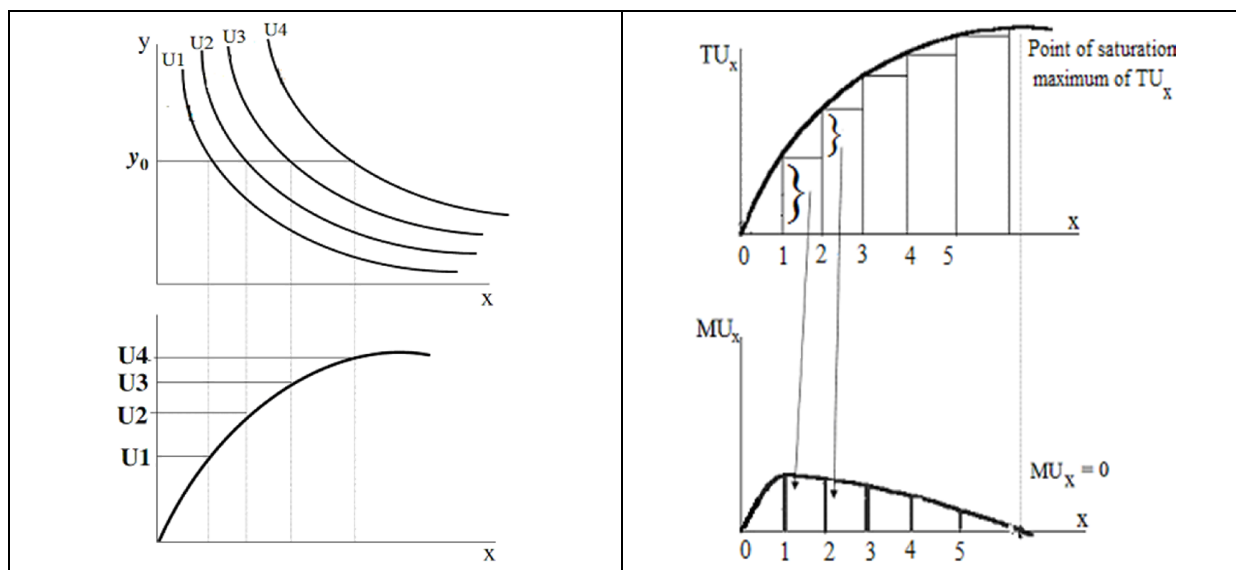 y
U1
U2
U3
U4
y₀
x
U4
U3
U2
U1
x
TUₓ
Point of saturation
maximum of TUₓ
x
0 1 2 3 4 5
MUₓ
MUₓ = 0
x
0 1 2 3 4 5